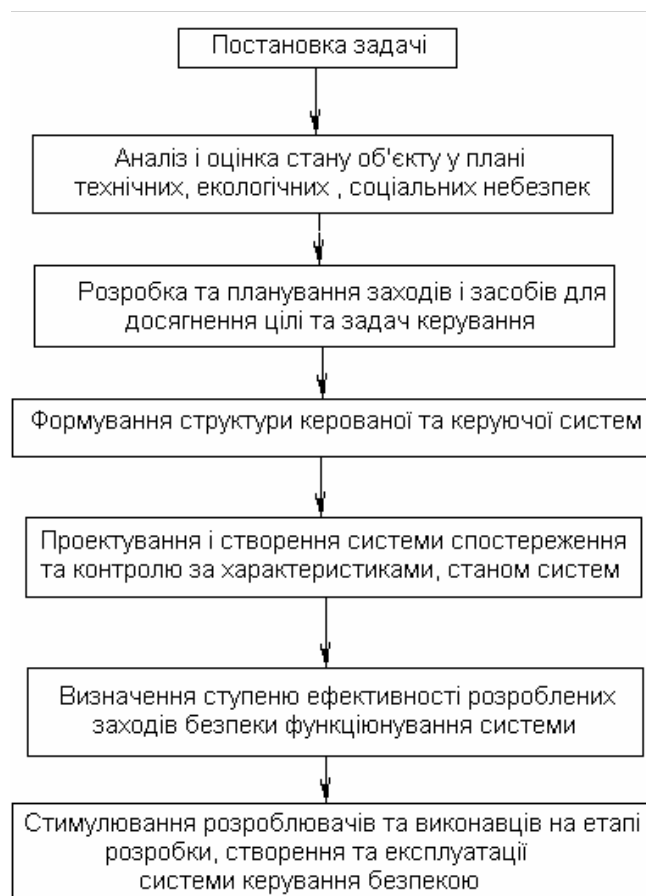 Постановка задачі
Аналіз і оцінка стану об'єкту у плані
технічних, екологічних , соціальних небезпек
Розробка та планування заходів і засобів для
досягнення цілі та задач керування
Формування структури керованої та керуючої систем
Проектування і створення системи спостереження
та контролю за характеристиками, станом систем
Визначення ступеню ефективності розроблених
заходів безпеки функціюнування системи
Стимулювання розроблювачів та виконавців на етапі
розробки, створення та експлуатації
системи керування безпекою